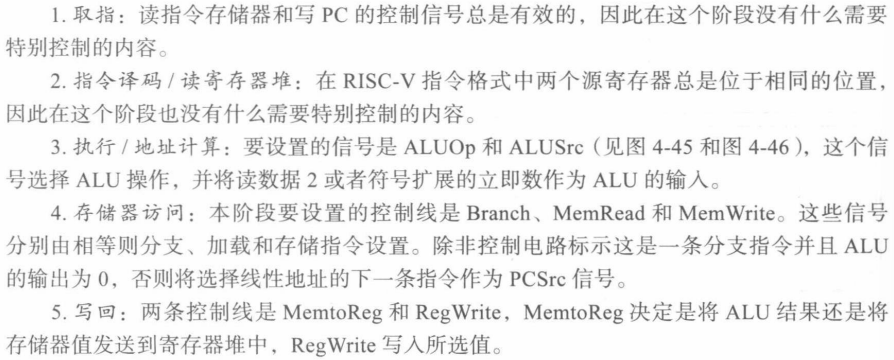 1. 取指：读指令存储器和写 PC 的控制信号总是有效的，因此在这个阶段没有什么需要
特别控制的内容。
2. 指令译码 / 读寄存器堆：在 RISC-V 指令格式中两个源寄存器总是位于相同的位置，
因此在这个阶段也没有什么需要特别控制的内容。
3. 执行 / 地址计算：要设置的信号是 ALUOp 和 ALUSrc（见图 4-45 和图 4-46），这个信
号选择 ALU 操作，并将读数据 2 或者符号扩展的立即数作为 ALU 的输入。
4. 存储器访问：本阶段要设置的控制线是 Branch、MemRead 和 MemWrite。这些信号
分别由相等则分支、加载和存储指令设置。除非控制电路标示这是一条分支指令并且 ALU
的输出为 0，否则将选择线性地址的下一条指令作为 PCSrc 信号。
5. 写回：两条控制线是 MemtoReg 和 RegWrite，MemtoReg 决定是将 ALU 结果还是将
存储器值发送到寄存器堆中，RegWrite 写入所选值。